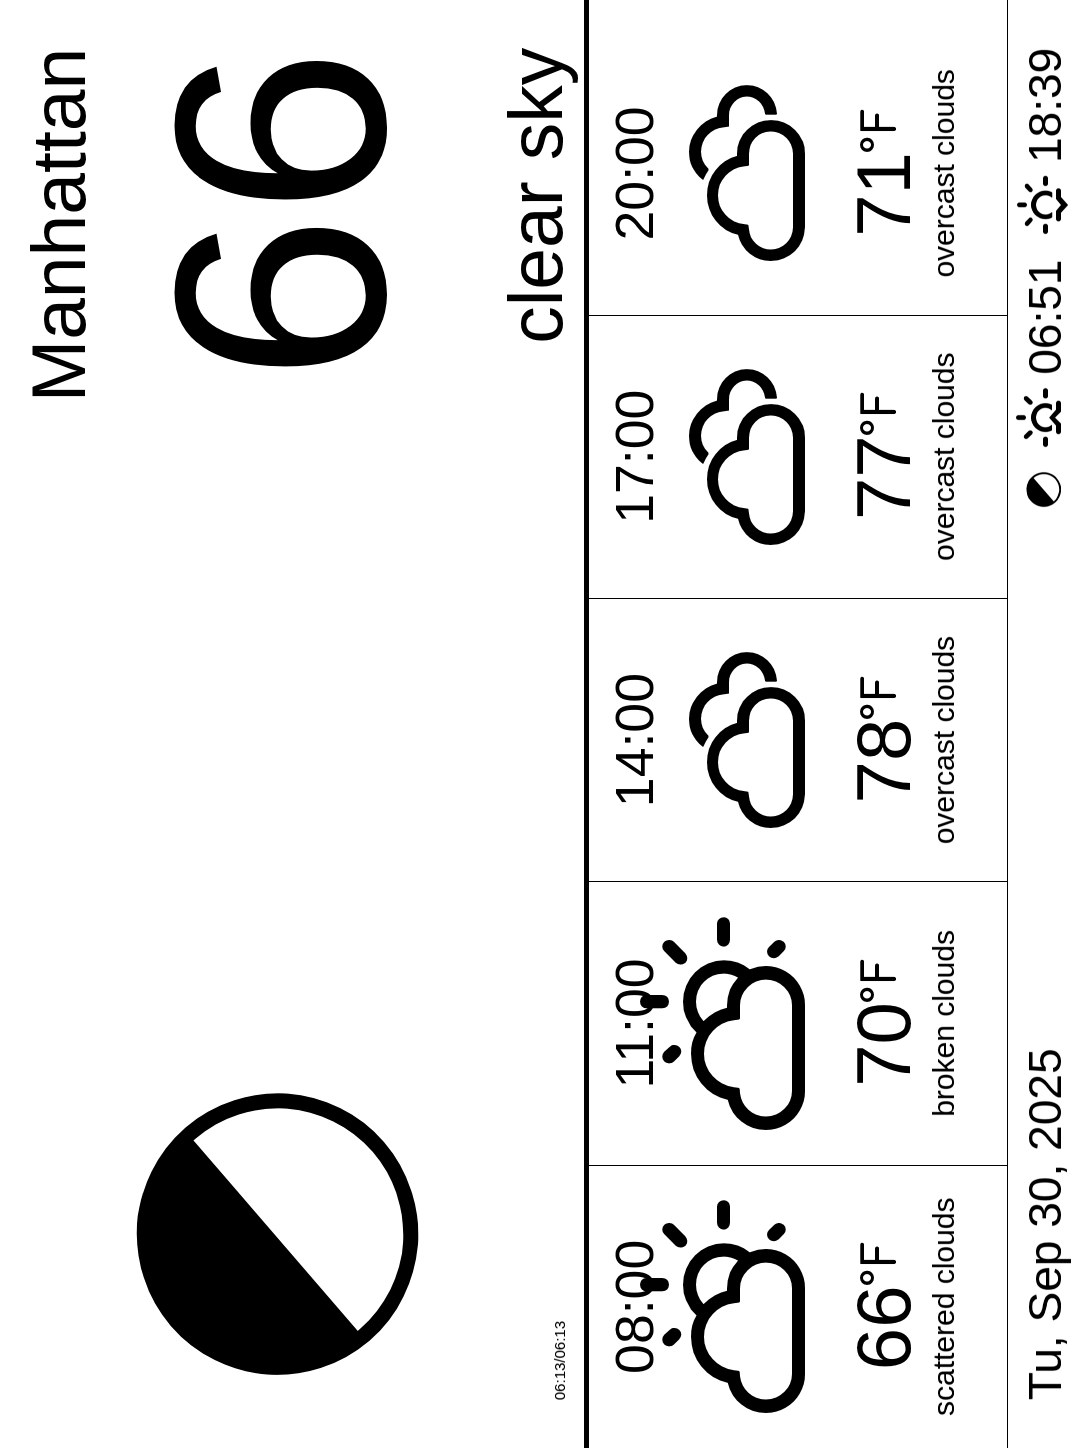 Manhattan
66
clear sky
06:13/06:13
08:00 11:00 14:00 17:00 20:00
66°F 70°F 78°F 77°F 71°F
scattered clouds broken clouds overcast clouds overcast clouds overcast clouds
Tu, Sep 30, 2025 06:51 18:39